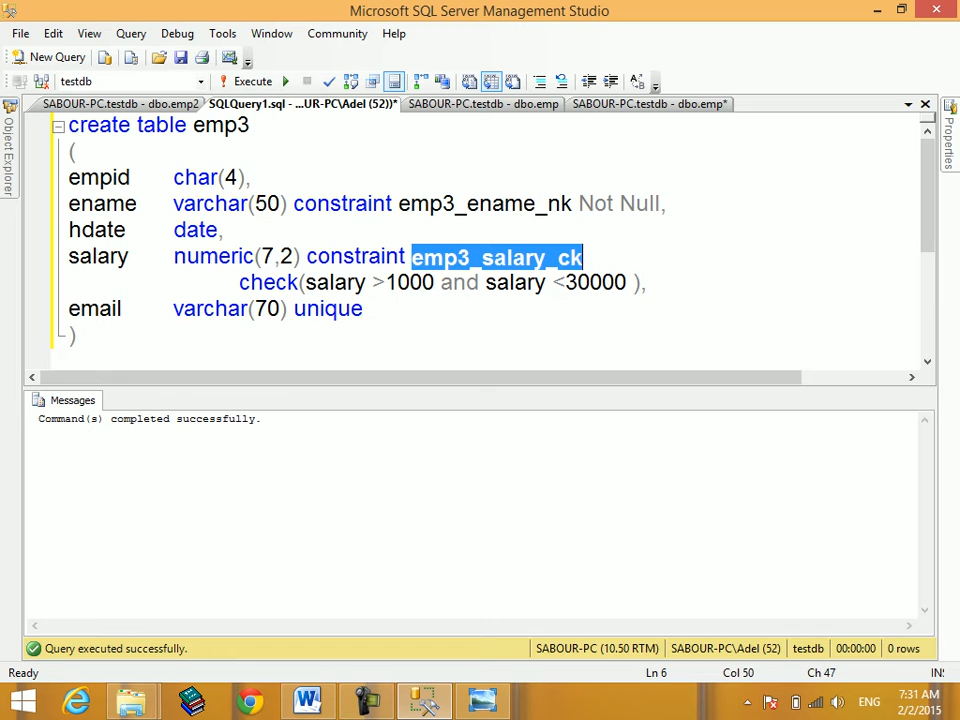 Microsoft SQL Server Management Studio
File Edit View Query Debug Tools Window Community Help
New Query
testdb Execute
SABOUR-PC.testdb - dbo.emp2 SQLQuery1.sql - ...UR-PC\Adel (52))* SABOUR-PC.testdb - dbo.emp SABOUR-PC.testdb - dbo.emp*
Object Explorer
Properties
create table emp3
(
empid char(4),
ename varchar(50) constraint emp3_ename_nk Not Null,
hdate date,
salary numeric(7,2) constraint emp3_salary_ck
check(salary >1000 and salary <30000 ),
email varchar(70) unique
)
Messages
Command(s) completed successfully.
Query executed successfully. SABOUR-PC (10.50 RTM) SABOUR-PC\Adel (52) testdb 00:00:00 0 rows
Ready Ln 6 Col 50 Ch 47 INS
ENG 7:31 AM
2/2/2015